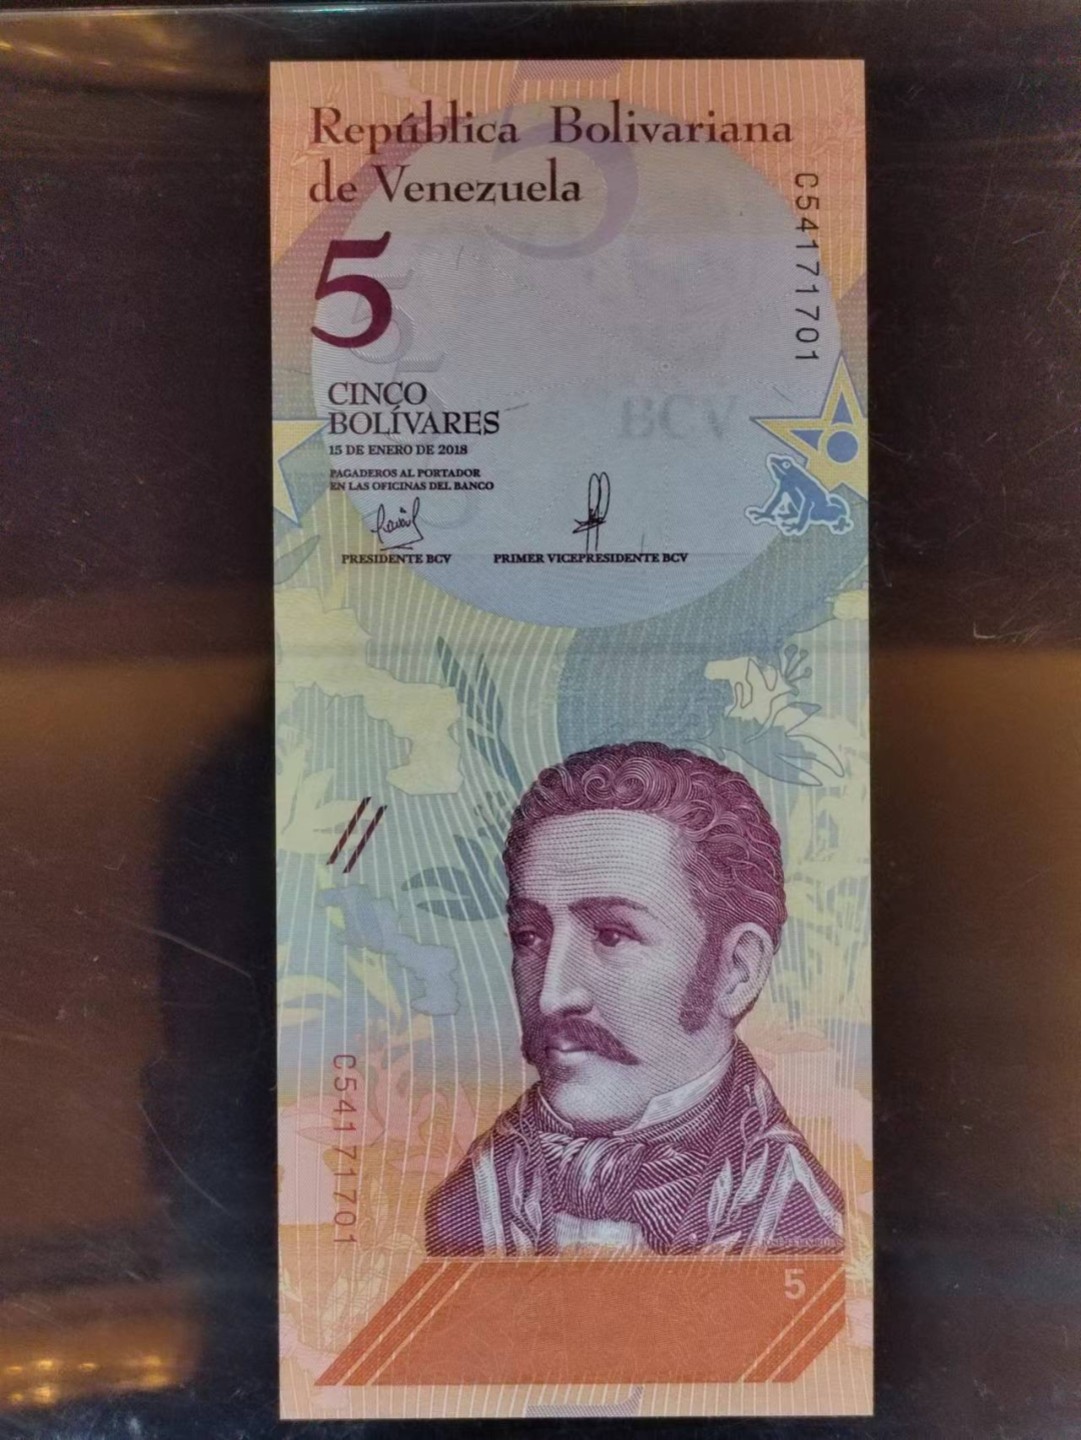 República Bolivariana
de Venezuela
5
C54171701
5
CINCO
BOLÍVARES
15 DE ENERO DE 2018
PAGADEROS AL PORTADOR
EN LAS OFICINAS DEL BANCO
BCV
PRESIDENTE BCV
PRIMER VICEPRESIDENTE BCV
C54171701
5